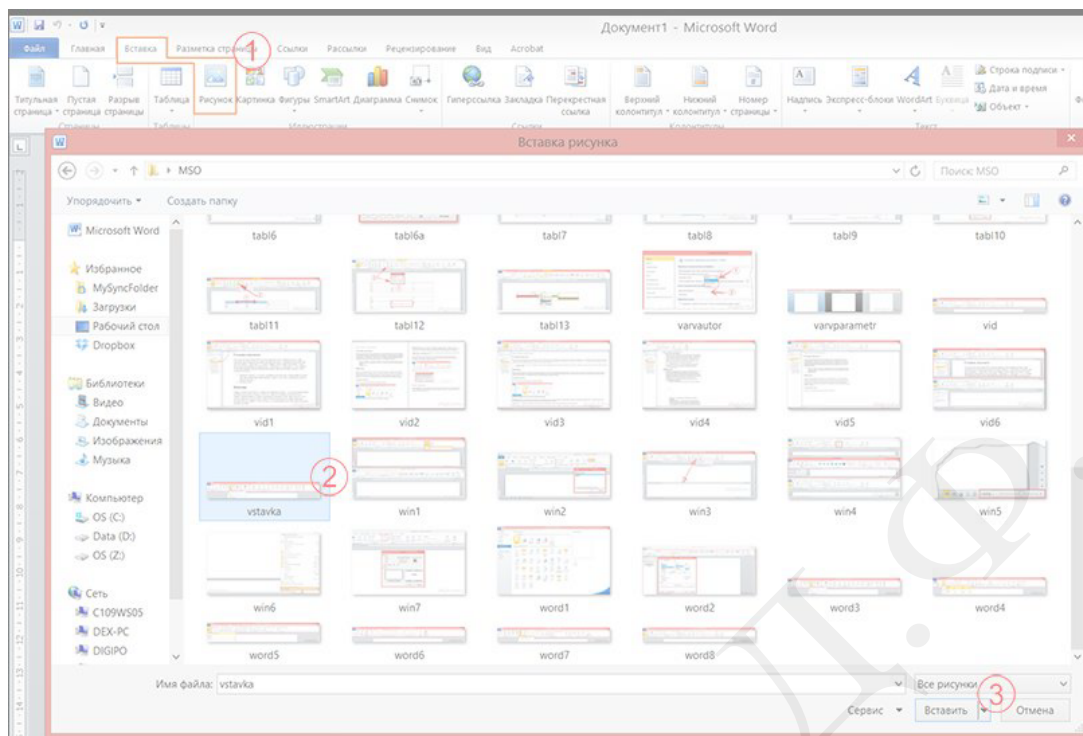 Документ1 - Microsoft Word
Файл Главная Вставка Разметка страницы Ссылки Рассылки Рецензирование Вид Acrobat
1
Титульная страница Пустая страница Разрыв страницы Таблица Рисунок Картинка Фигуры SmartArt Диаграмма Снимок Гиперссылка Закладка Перекрестная ссылка Верхний колонтитул Нижний колонтитул Номер страницы Надпись Экспресс-блоки WordArt Буквица
Строка подписи
Дата и время
Объект
Страницы Таблицы Иллюстрации Ссылки Колонтитулы Текст
Вставка рисунка
MSO Поиск: MSO
Упорядочить Создать папку
Microsoft Word
Избранное
MySyncFolder
Загрузки
Рабочий стол
Dropbox
Библиотеки
Видео
Документы
Изображения
Музыка
Компьютер
OS (C:)
Data (D:)
OS (Z:)
Сеть
C109WS05
DEX-PC
DIGIPO
tabl6 tabl6a tabl7 tabl8 tabl9 tabl10
tabl11 tabl12 tabl13 varvautor varvparametr vid
vid1 vid2 vid3 vid4 vid5 vid6
2
vstavka win1 win2 win3 win4 win5
win6 win7 word1 word2 word3 word4
word5 word6 word7 word8
Имя файла: vstavka Все рисунки
3
Сервис Вставить Отмена
Д.Ф